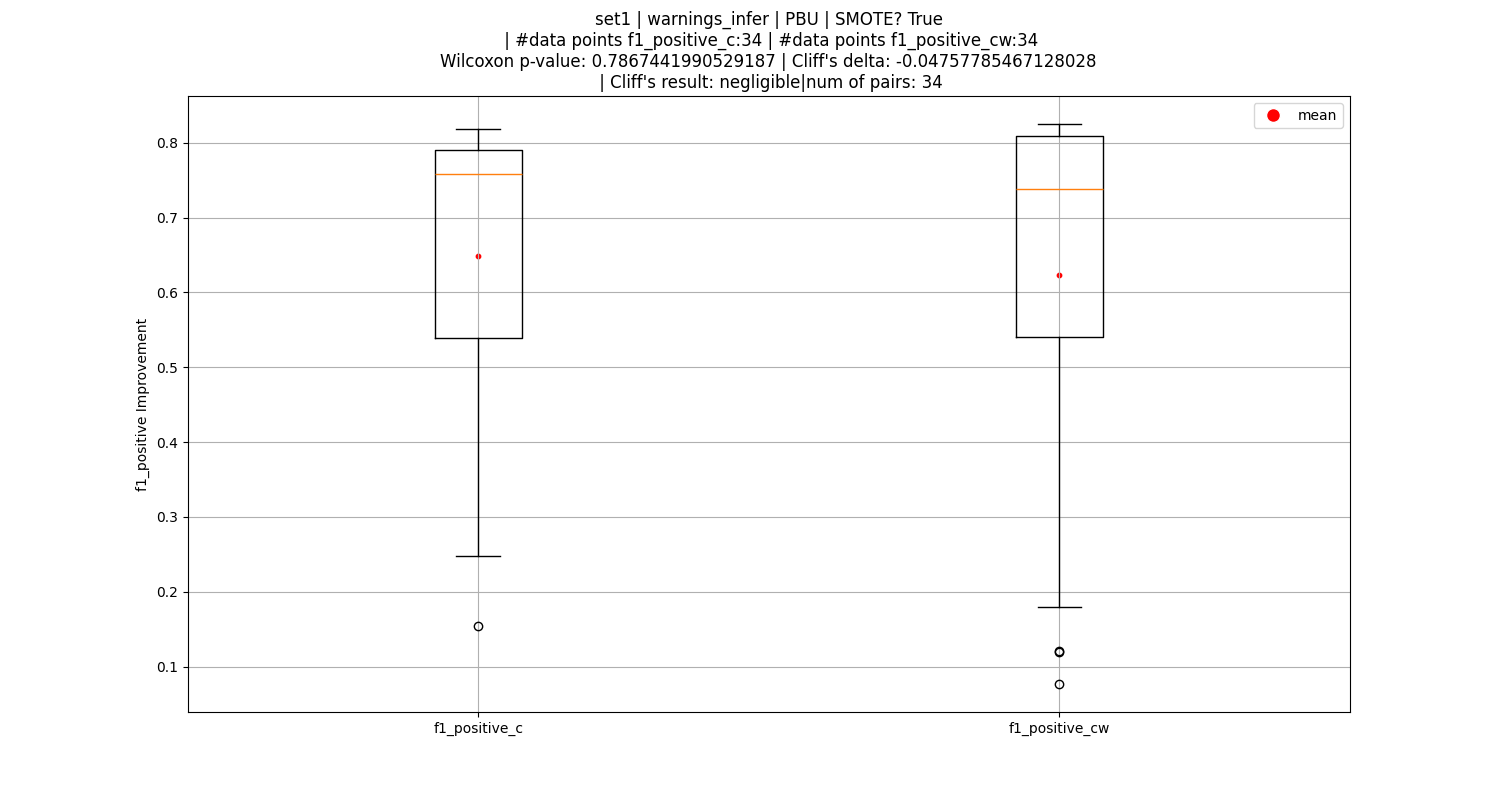 set1 | warnings_infer | PBU | SMOTE? True
| #data points f1_positive_c:34 | #data points f1_positive_cw:34
Wilcoxon p-value: 0.7867441990529187 | Cliff's delta: -0.04757785467128028
| Cliff's result: negligible|num of pairs: 34
mean
0.8
0.7
0.6
0.5
0.4
0.3
0.2
0.1
f1_positive Improvement
f1_positive_c
f1_positive_cw